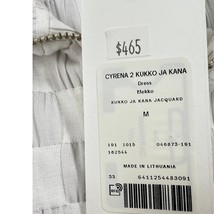 $465
CYRENA 2 KUKKO JA KANA
Dress
Mekko
KUKKO JA KANA JACQUARD
M
191 1015 046873-191
162544
MADE IN LITHUANIA
33 6411254483091